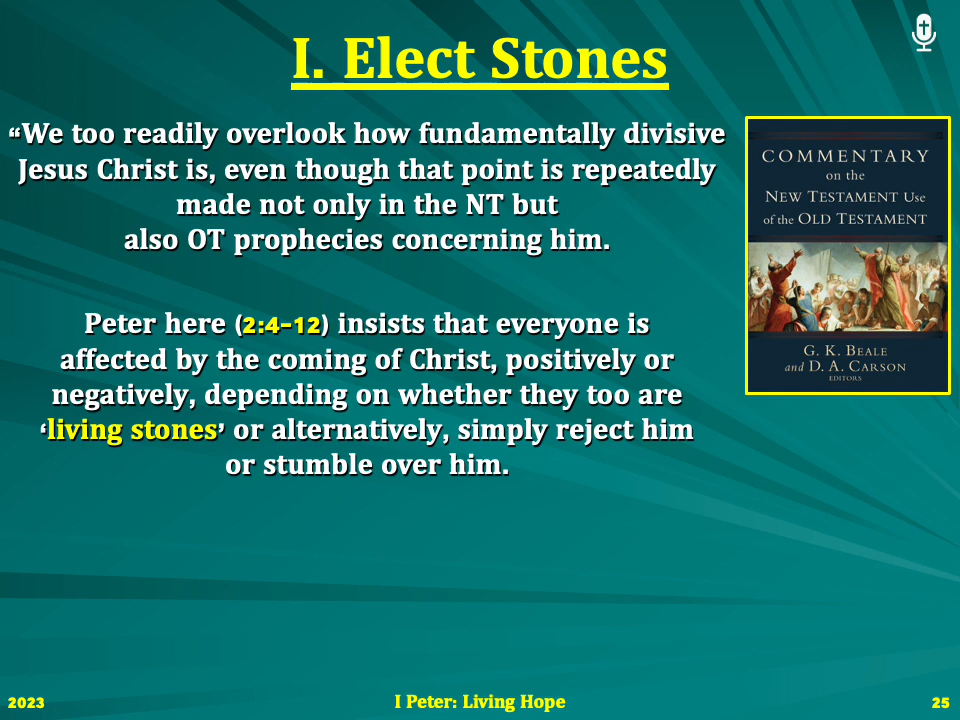 I. Elect Stones
“We too readily overlook how fundamentally divisive
Jesus Christ is, even though that point is repeatedly
made not only in the NT but
also OT prophecies concerning him.
Peter here (2:4–12) insists that everyone is
affected by the coming of Christ, positively or
negatively, depending on whether they too are
‘living stones’ or alternatively, simply reject him
or stumble over him.
COMMENTARY
on the
NEW TESTAMENT Use
of the OLD TESTAMENT
G. K. BEALE
and D. A. CARSON
EDITORS
2023
I Peter: Living Hope
25